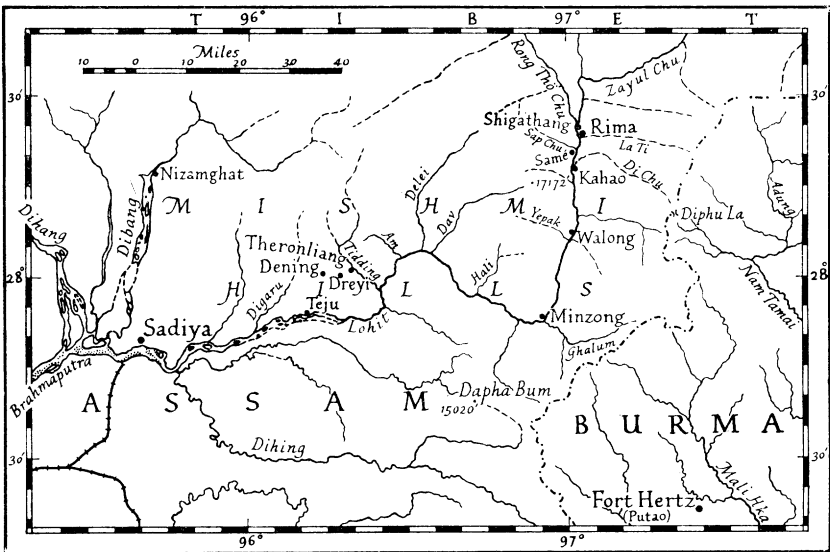 T 96° I B 97° E T
Miles
10 0 10 20 30 40
30′
30′
Rong Thö Chu
Zayul Chu
Shigathang
Rima
Sap Chu
La Ti
Same
Di Chu
Kahao
·17172
Nizamghat
Delei
Adung
M I S H M I
Dav
Yepak
Diphu La
Dihang
Dibang
Walong
Am
Theronliang
Tidding
Dening
Dreyi
Hali
28°
28°
Nam Tamai
H I L L S
Digaru
Teju
Lohit
Minzong
Sadiya
Ghalum
Brahmaputra
Dapha Bum
15020
A S S A M
B U R M A
Dihing
30′
30′
Mali Hka
Fort Hertz
(Putao)
96°
97°